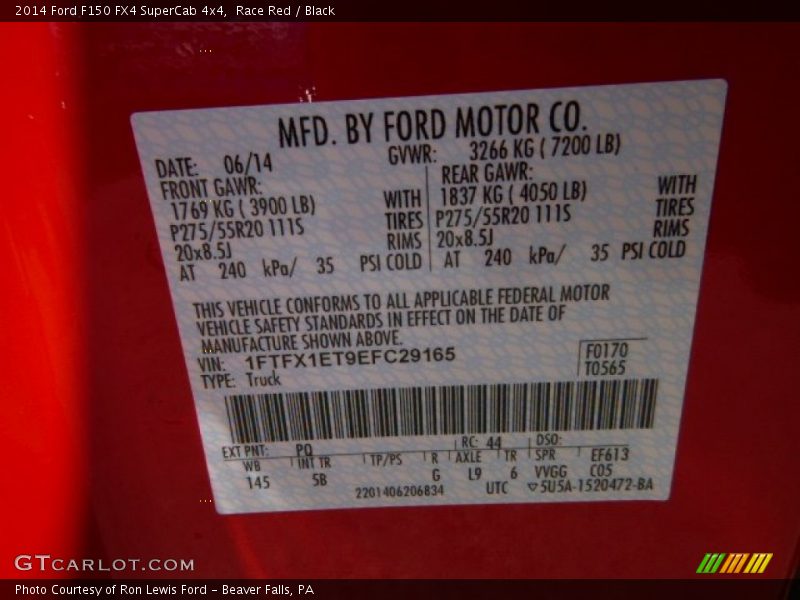 2014 Ford F150 FX4 SuperCab 4x4, Race Red / Black
MFD. BY FORD MOTOR CO.
DATE: 06/14 GVWR: 3266 KG ( 7200 LB)
FRONT GAWR: REAR GAWR:
1769 KG ( 3900 LB) WITH 1837 KG ( 4050 LB) WITH
P275/55R20 111S TIRES P275/55R20 111S TIRES
20x8.5J RIMS 20x8.5J RIMS
AT 240 kPa/ 35 PSI COLD AT 240 kPa/ 35 PSI COLD
THIS VEHICLE CONFORMS TO ALL APPLICABLE FEDERAL MOTOR
VEHICLE SAFETY STANDARDS IN EFFECT ON THE DATE OF
MANUFACTURE SHOWN ABOVE.
VIN: 1FTFX1ET9EFC29165 F0170
TYPE: Truck T0565
EXT PNT: PQ RC: 44 DSO:
WB INT TR TP/PS R AXLE TR SPR EF613
145 5B G L9 6 VVGG C05
2201406206834 UTC ▽5U5A-1520472-BA
GTCARLOT.COM
Photo Courtesy of Ron Lewis Ford - Beaver Falls, PA